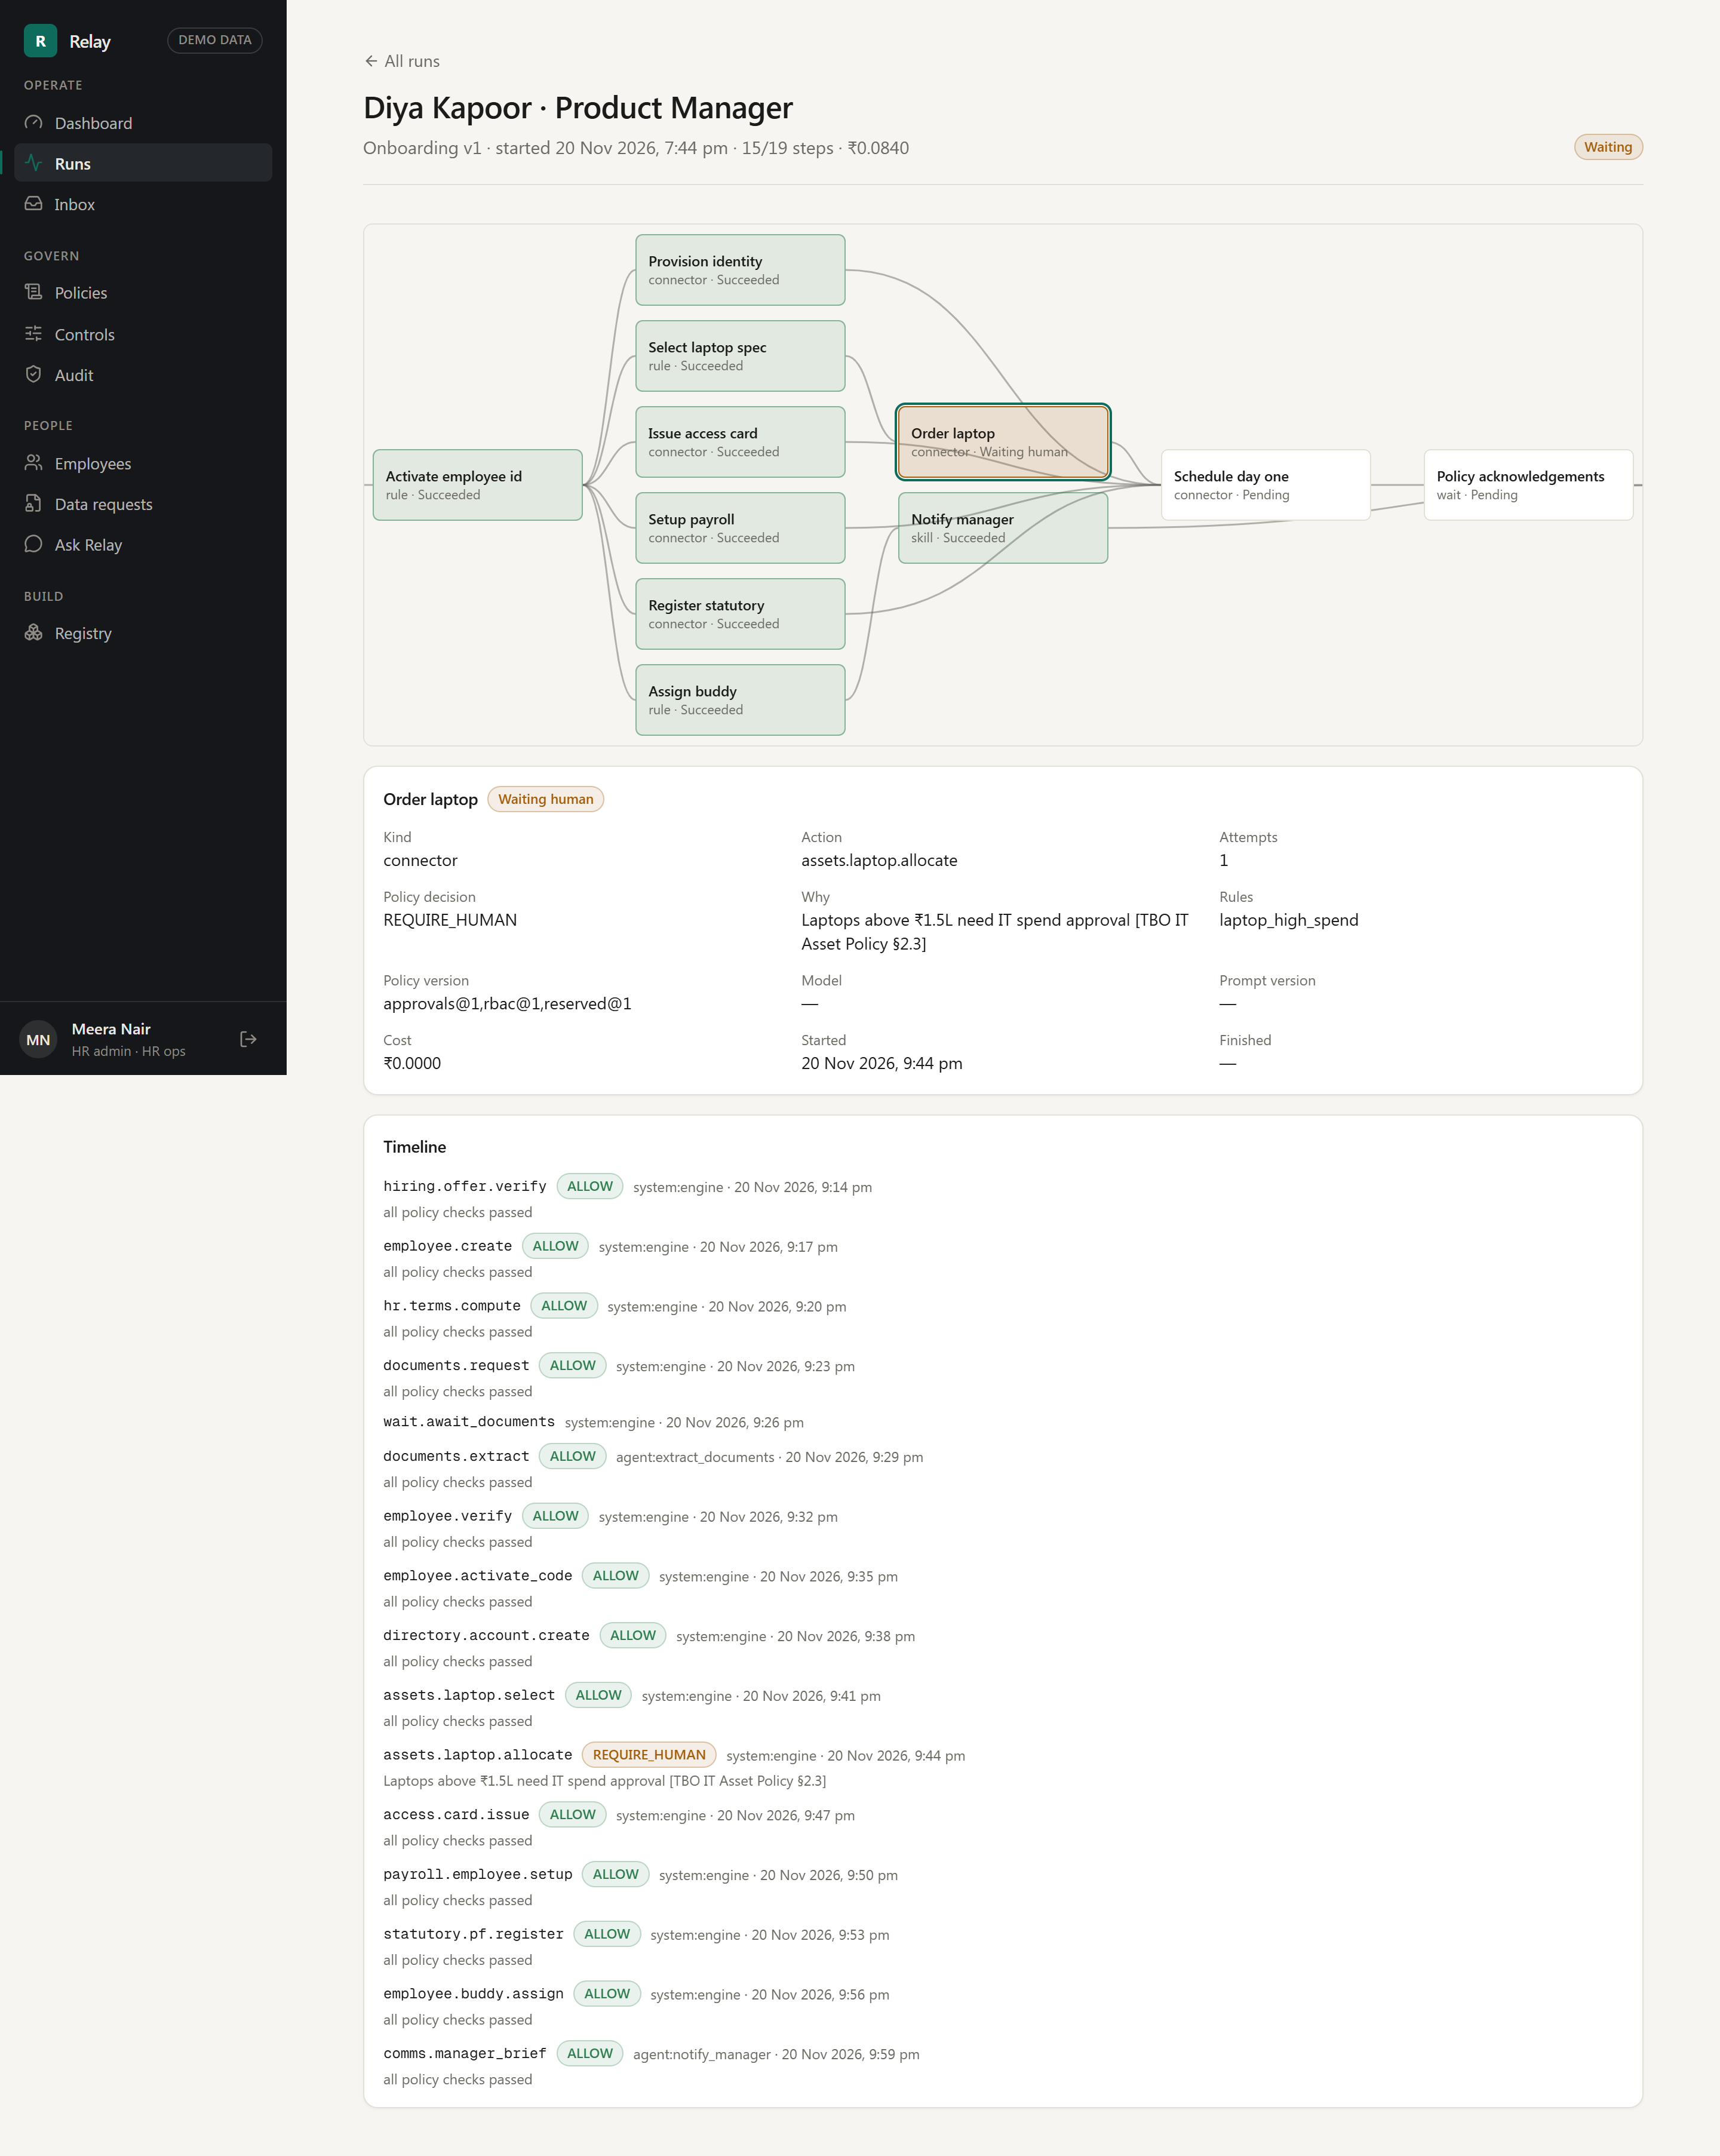 R Relay DEMO DATA
OPERATE
Dashboard
Runs
Inbox
GOVERN
Policies
Controls
Audit
PEOPLE
Employees
Data requests
Ask Relay
BUILD
Registry
MN Meera Nair
HR admin · HR ops
← All runs
Diya Kapoor · Product Manager
Onboarding v1 · started 20 Nov 2026, 7:44 pm · 15/19 steps · ₹0.0840
Waiting
Activate employee id
rule · Succeeded
Provision identity
connector · Succeeded
Select laptop spec
rule · Succeeded
Issue access card
connector · Succeeded
Setup payroll
connector · Succeeded
Register statutory
connector · Succeeded
Assign buddy
rule · Succeeded
Order laptop
connector · Waiting human
Notify manager
skill · Succeeded
Schedule day one
connector · Pending
Policy acknowledgements
wait · Pending
Order laptop Waiting human
Kind
connector
Action
assets.laptop.allocate
Attempts
1
Policy decision
REQUIRE_HUMAN
Why
Laptops above ₹1.5L need IT spend approval [TBO IT
Asset Policy §2.3]
Rules
laptop_high_spend
Policy version
approvals@1,rbac@1,reserved@1
Model
—
Prompt version
—
Cost
₹0.0000
Started
20 Nov 2026, 9:44 pm
Finished
—
Timeline
hiring.offer.verify ALLOW system:engine · 20 Nov 2026, 9:14 pm
all policy checks passed
employee.create ALLOW system:engine · 20 Nov 2026, 9:17 pm
all policy checks passed
hr.terms.compute ALLOW system:engine · 20 Nov 2026, 9:20 pm
all policy checks passed
documents.request ALLOW system:engine · 20 Nov 2026, 9:23 pm
all policy checks passed
wait.await_documents system:engine · 20 Nov 2026, 9:26 pm
documents.extract ALLOW agent:extract_documents · 20 Nov 2026, 9:29 pm
all policy checks passed
employee.verify ALLOW system:engine · 20 Nov 2026, 9:32 pm
all policy checks passed
employee.activate_code ALLOW system:engine · 20 Nov 2026, 9:35 pm
all policy checks passed
directory.account.create ALLOW system:engine · 20 Nov 2026, 9:38 pm
all policy checks passed
assets.laptop.select ALLOW system:engine · 20 Nov 2026, 9:41 pm
all policy checks passed
assets.laptop.allocate REQUIRE_HUMAN system:engine · 20 Nov 2026, 9:44 pm
Laptops above ₹1.5L need IT spend approval [TBO IT Asset Policy §2.3]
access.card.issue ALLOW system:engine · 20 Nov 2026, 9:47 pm
all policy checks passed
payroll.employee.setup ALLOW system:engine · 20 Nov 2026, 9:50 pm
all policy checks passed
statutory.pf.register ALLOW system:engine · 20 Nov 2026, 9:53 pm
all policy checks passed
employee.buddy.assign ALLOW system:engine · 20 Nov 2026, 9:56 pm
all policy checks passed
comms.manager_brief ALLOW agent:notify_manager · 20 Nov 2026, 9:59 pm
all policy checks passed